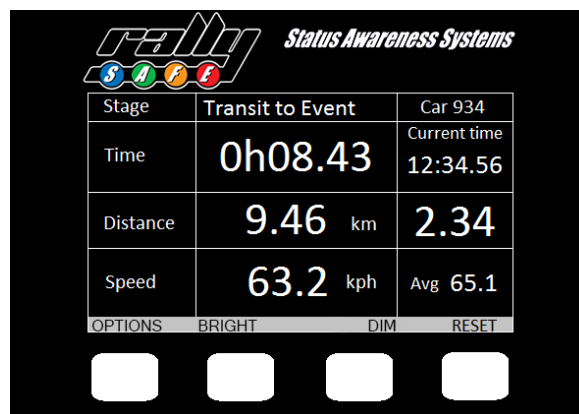 rally Status Awareness Systems
SAFE
Stage Transit to Event Car 934
Time 0h08.43 Current time
12:34.56
Distance 9.46 km 2.34
Speed 63.2 kph Avg 65.1
OPTIONS BRIGHT DIM RESET